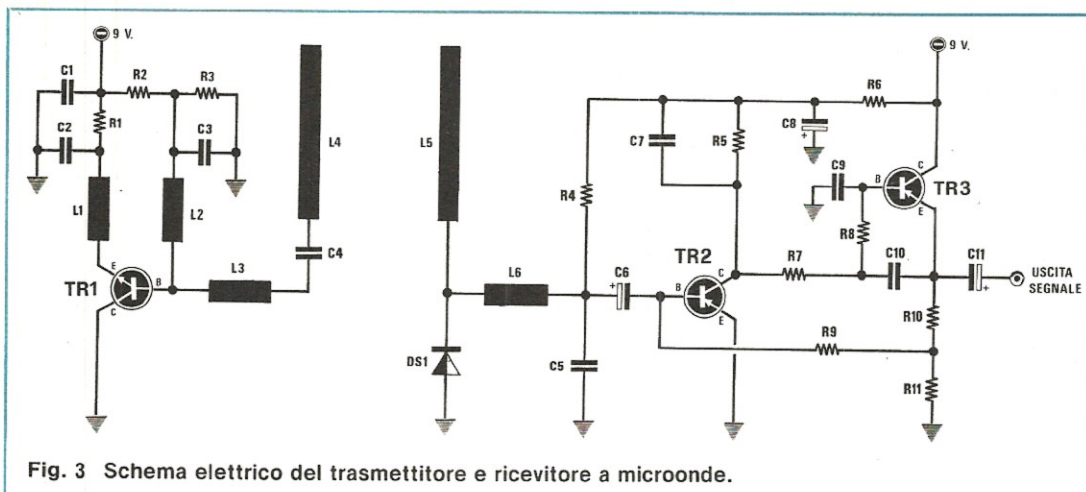 9 V.
C1
R2
R3
R1
C2
C3
L1
L2
L4
C4
L3
E
B
C
TR1
L5
L6
DS1
C5
R4
C6
C7
R5
C8
+
R6
9 V.
C9
B
C
E
TR3
R8
TR2
C
B
E
+
R7
C10
C11
+
USCITA
SEGNALE
R9
R10
R11
Fig. 3 Schema elettrico del trasmettitore e ricevitore a microonde.